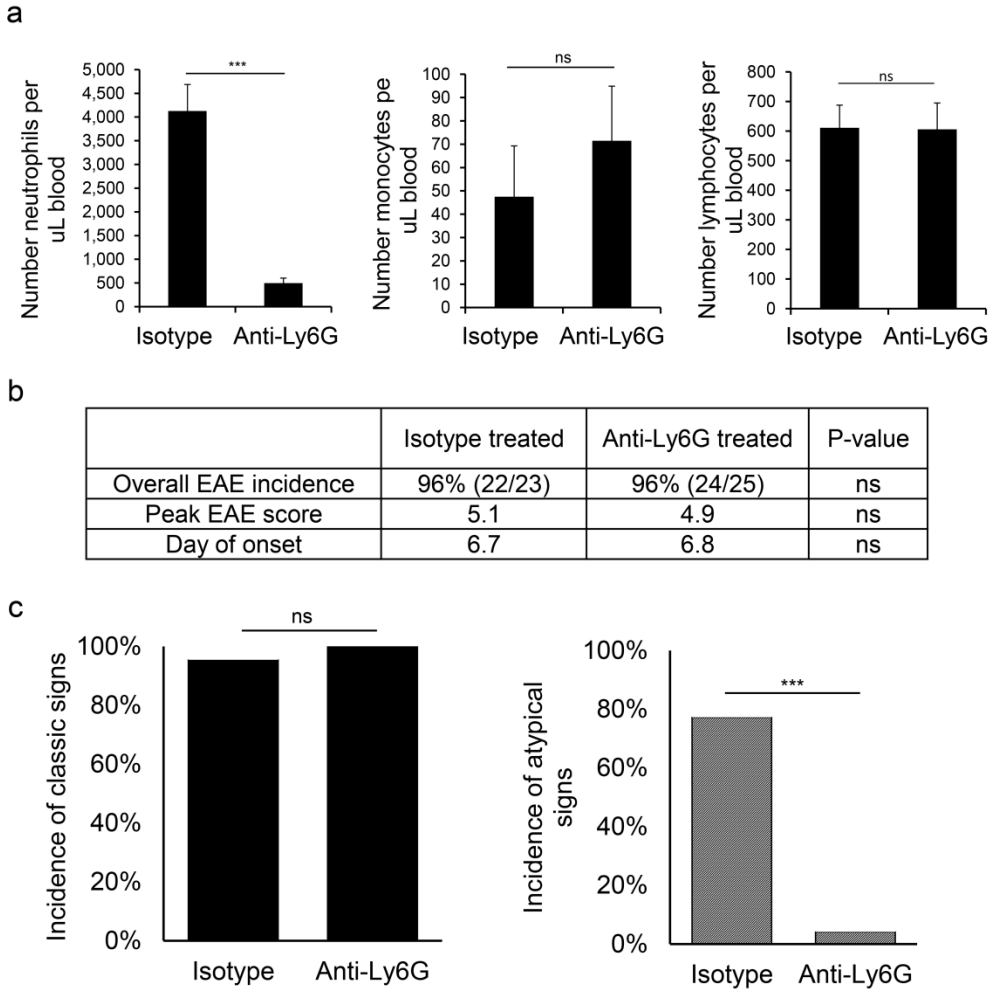 a
Number neutrophils per
uL blood
5,000
4,500
4,000
3,500
3,000
2,500
2,000
1,500
1,000
500
0
***
Isotype Anti-Ly6G
Number monocytes pe
uL blood
100
90
80
70
60
50
40
30
20
10
0
ns
Isotype Anti-Ly6G
Number lymphocytes per
uL blood
800
700
600
500
400
300
200
100
0
ns
Isotype Anti-Ly6G
b
Isotype treated Anti-Ly6G treated P-value
Overall EAE incidence 96% (22/23) 96% (24/25) ns
Peak EAE score 5.1 4.9 ns
Day of onset 6.7 6.8 ns
c
Incidence of classic signs
100%
80%
60%
40%
20%
0%
ns
Isotype Anti-Ly6G
Incidence of atypical
signs
100%
80%
60%
40%
20%
0%
***
Isotype Anti-Ly6G